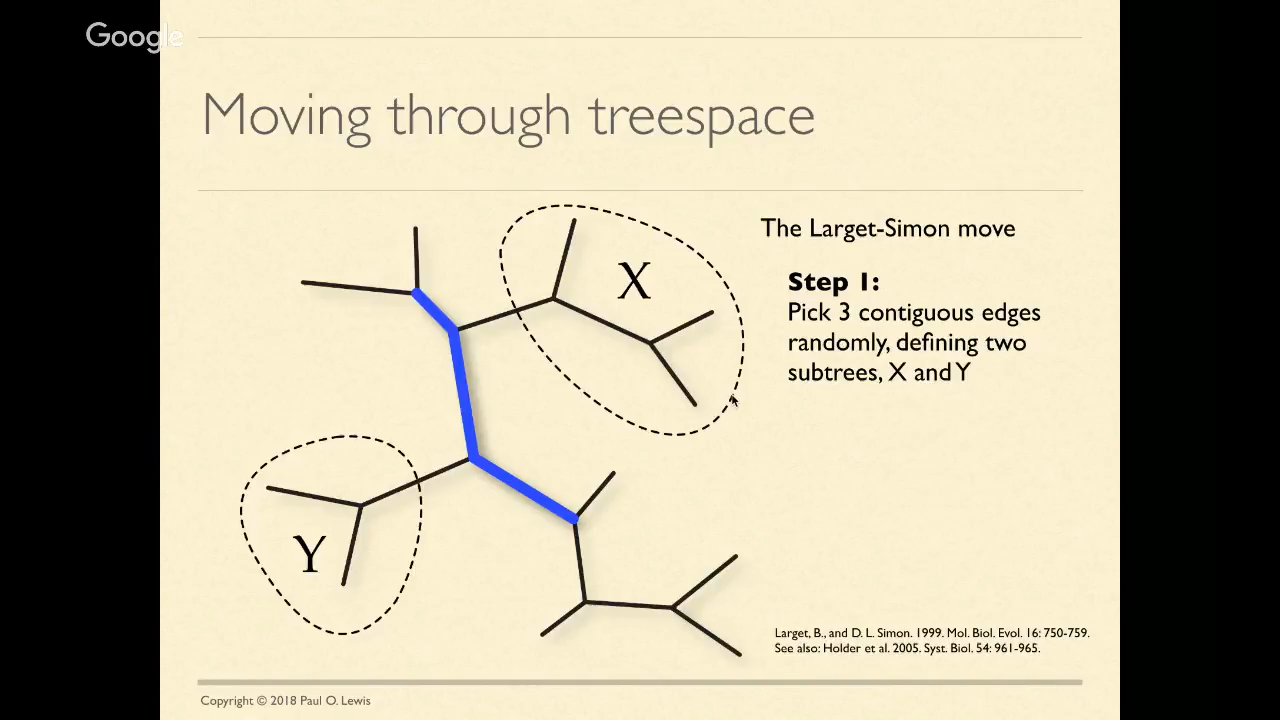 Google
Moving through treespace
The Larget-Simon move
X
Step 1:
Pick 3 contiguous edges
randomly, defining two
subtrees, X and Y
Y
Larget, B., and D. L. Simon. 1999. Mol. Biol. Evol. 16: 750-759.
See also: Holder et al. 2005. Syst. Biol. 54: 961-965.
Copyright © 2018 Paul O. Lewis